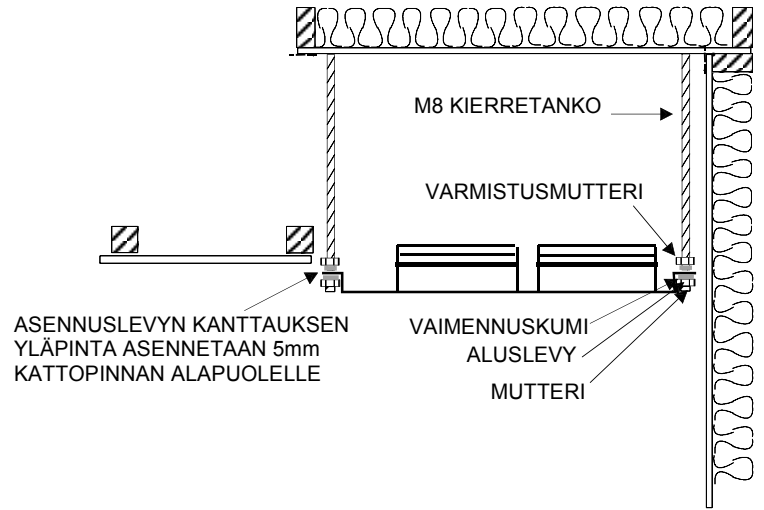 M8 KIERRETANKO
VARMISTUSMUTTERI
ASENNUSLEVYN KANTTAUKSEN
YLÄPINTA ASENNETAAN 5mm
KATTOPINNAN ALAPUOLELLE
VAIMENNUSKUMI
ALUSLEVY
MUTTERI